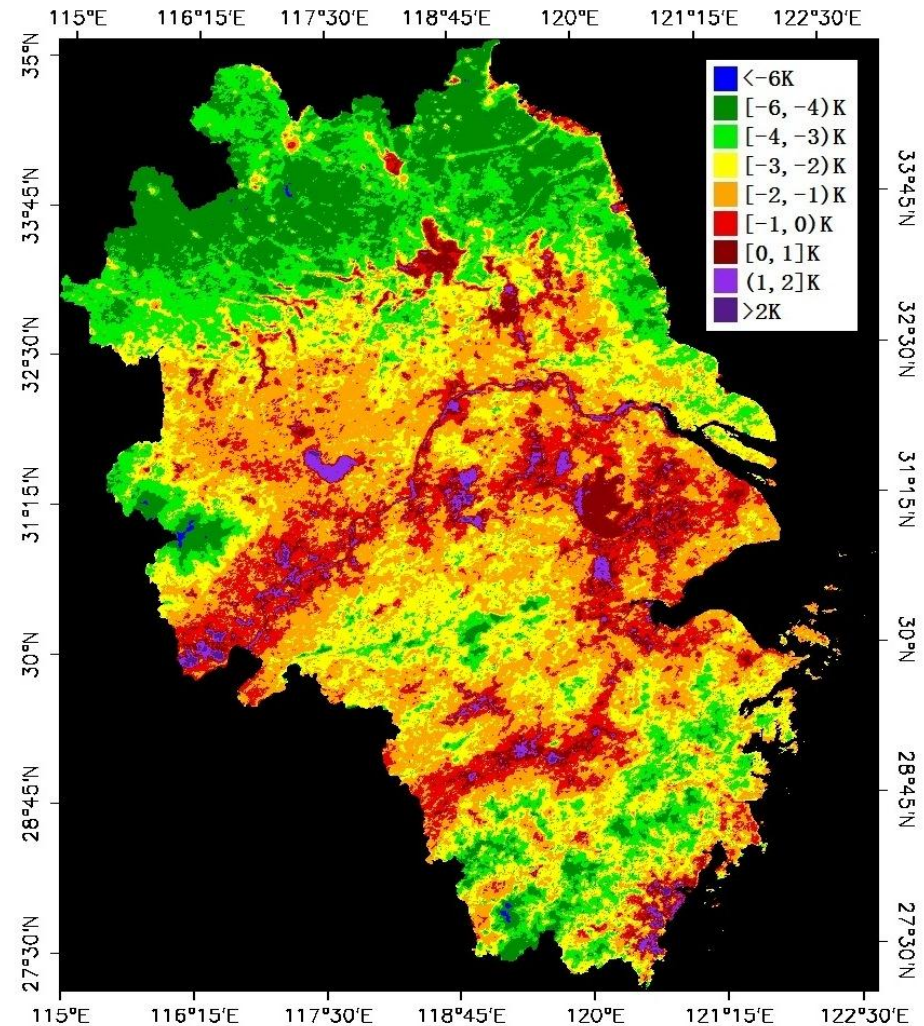 115°E 116°15'E 117°30'E 118°45'E 120°E 121°15'E 122°30'E
35°N
33°45'N
32°30'N
31°15'N
30°N
28°45'N
27°30'N
<-6K
[-6,-4)K
[-4,-3)K
[-3,-2)K
[-2,-1)K
[-1,0)K
[0,1]K
(1,2]K
>2K
33°45'N
32°30'N
31°15'N
30°N
28°45'N
27°30'N
115°E 116°15'E 117°30'E 118°45'E 120°E 121°15'E 122°30'E